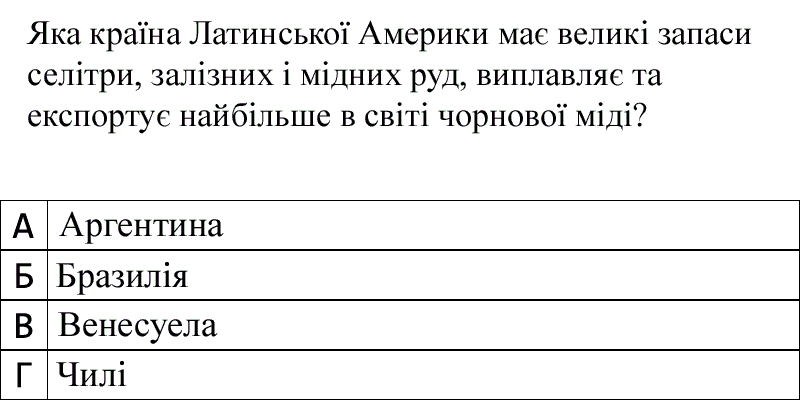 Яка країна Латинської Америки має великі запаси
селітри, залізних і мідних руд, виплавляє та
експортує найбільше в світі чорнової міді?
А Аргентина
Б Бразилія
В Венесуела
Г Чилі